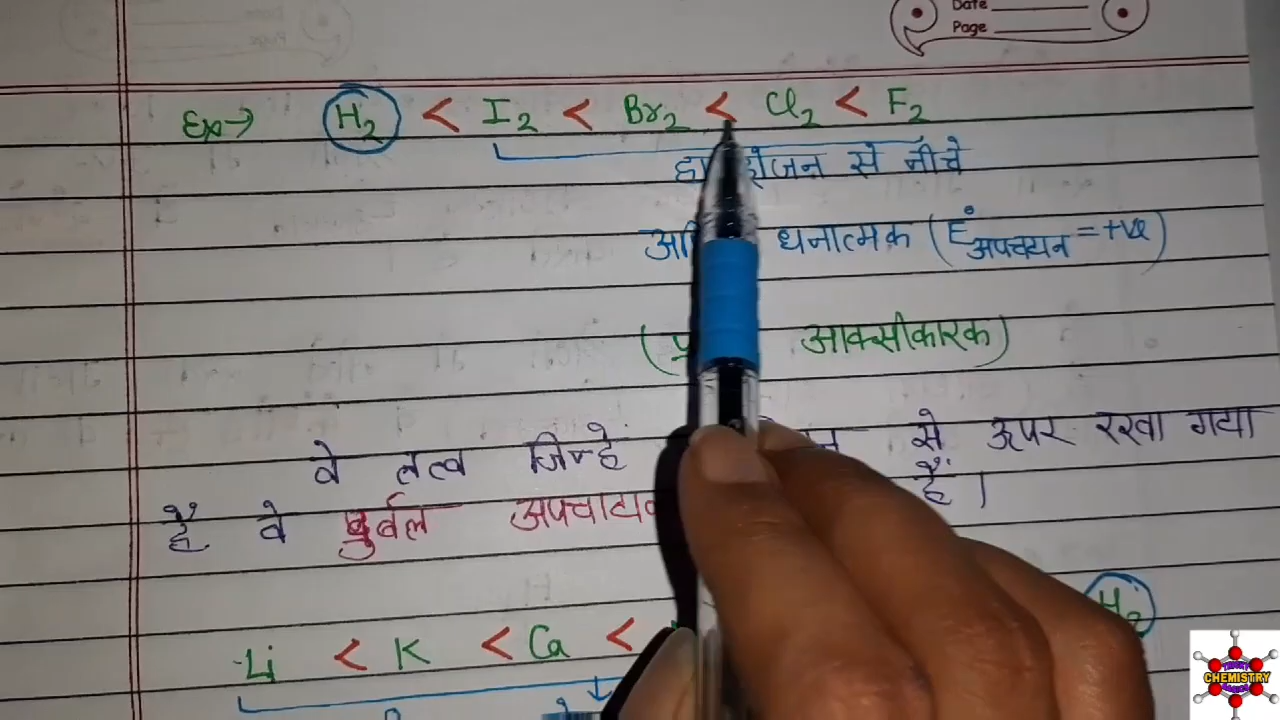 Date
Page
Ex→ H₂ < I₂ < Br₂ < Cl₂ < F₂
से नीचे
धनात्मक (E° अपचयन = +ve)
आक्सीकारक)
वे तत्व जिन्हे से ऊपर रखा गया
हैं वे दुर्बल है।
Li < K < Ca < H₂
CHEMISTRY